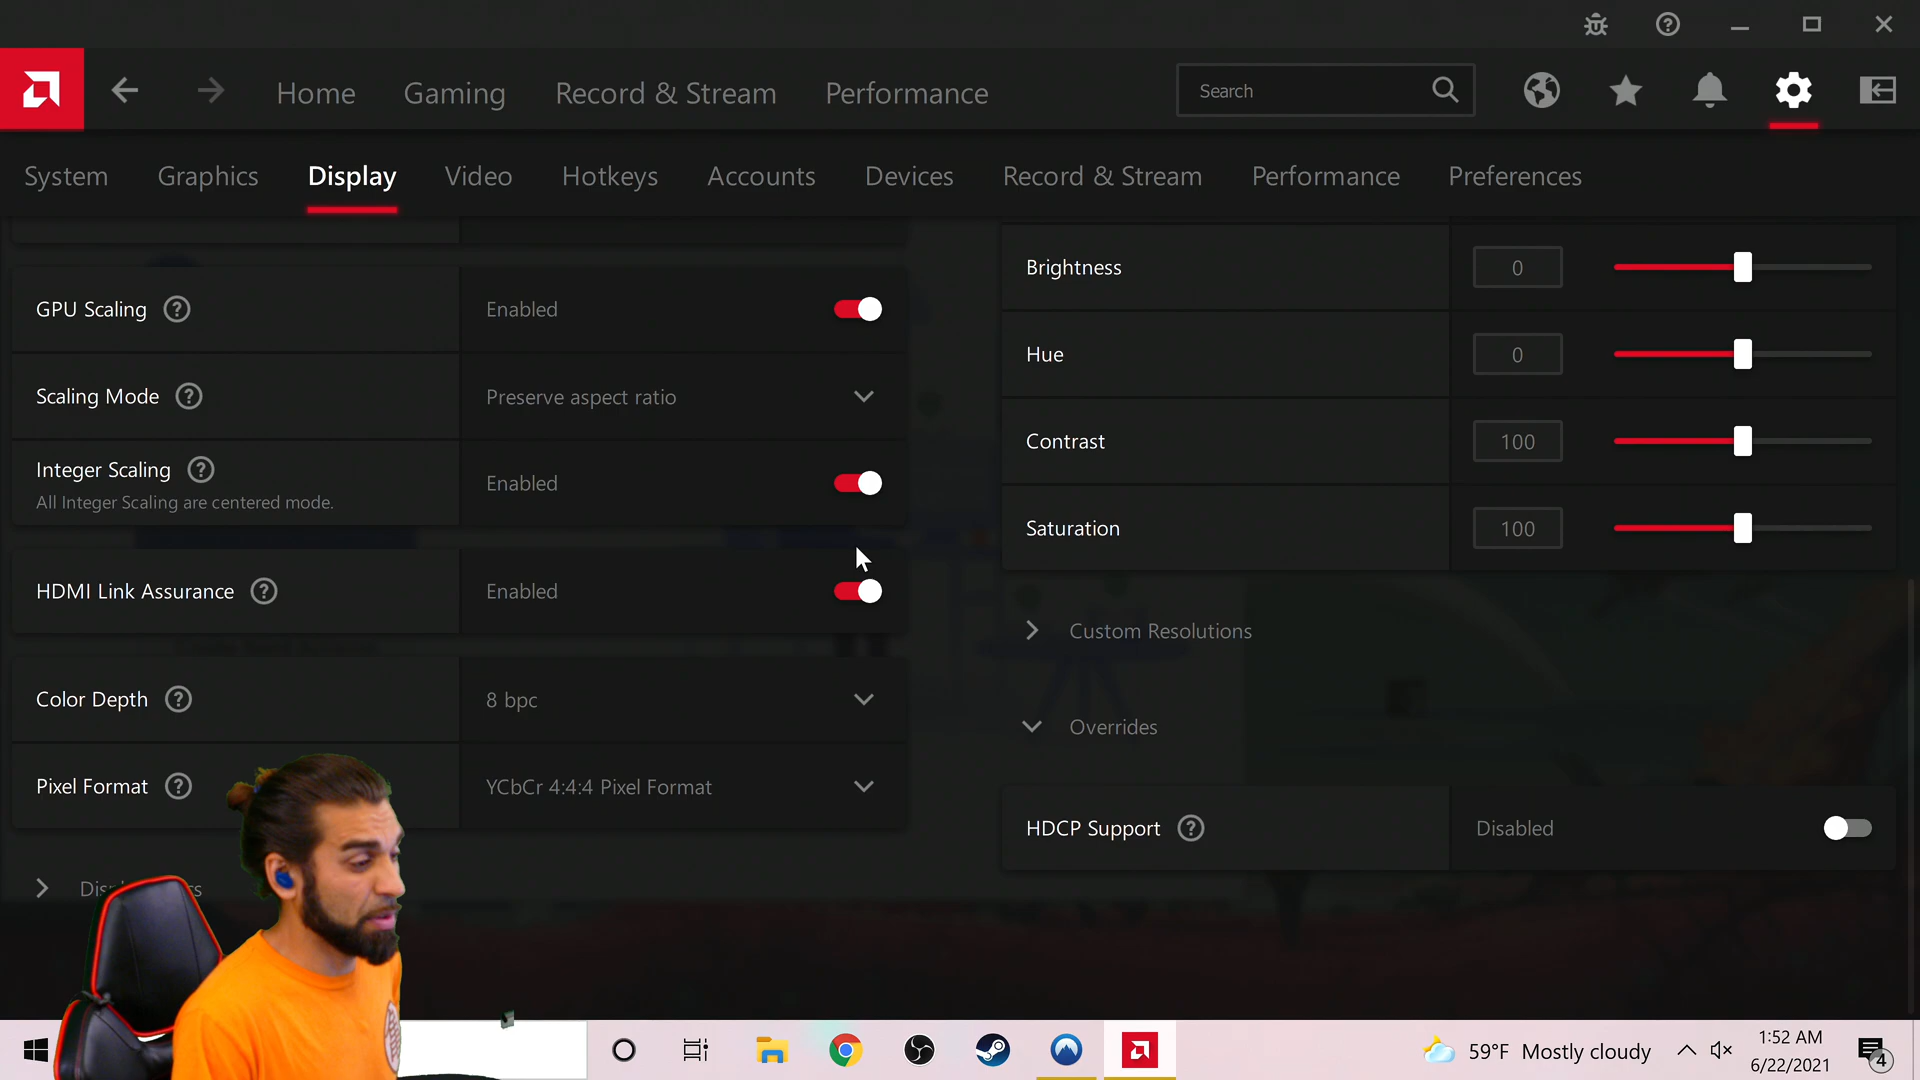 Home Gaming Record & Stream Performance Search
System Graphics Display Video Hotkeys Accounts Devices Record & Stream Performance Preferences
GPU Scaling ? Enabled
Scaling Mode ? Preserve aspect ratio
Integer Scaling ? Enabled
All Integer Scaling are centered mode.
HDMI Link Assurance ? Enabled
Color Depth ? 8 bpc
Pixel Format ? YCbCr 4:4:4 Pixel Format
Brightness 0
Hue 0
Contrast 100
Saturation 100
Custom Resolutions
Overrides
HDCP Support ? Disabled
59°F Mostly cloudy
1:52 AM
6/22/2021
4